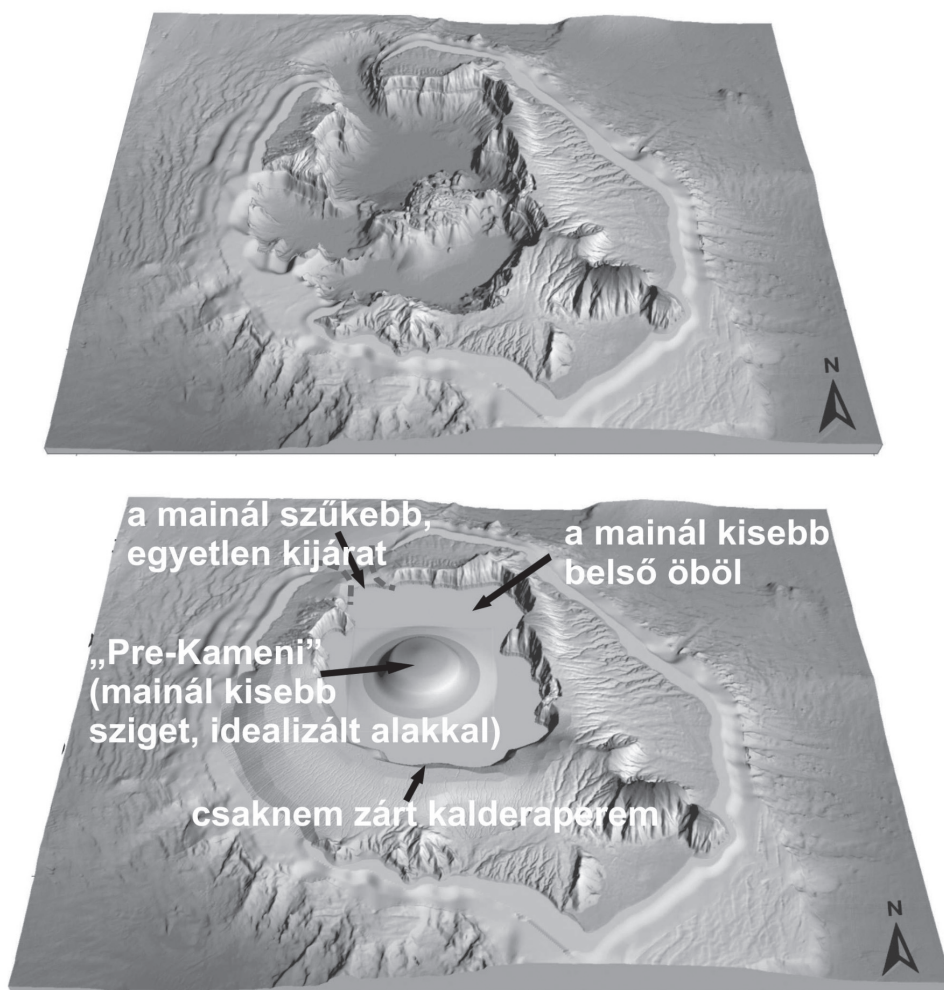 N
a mainál szűkebb,
egyetlen kijárat
a mainál kisebb
belső öböl
„Pre-Kameni”
(mainál kisebb
sziget, idealizált alakkal)
csaknem zárt kalderaperem
N